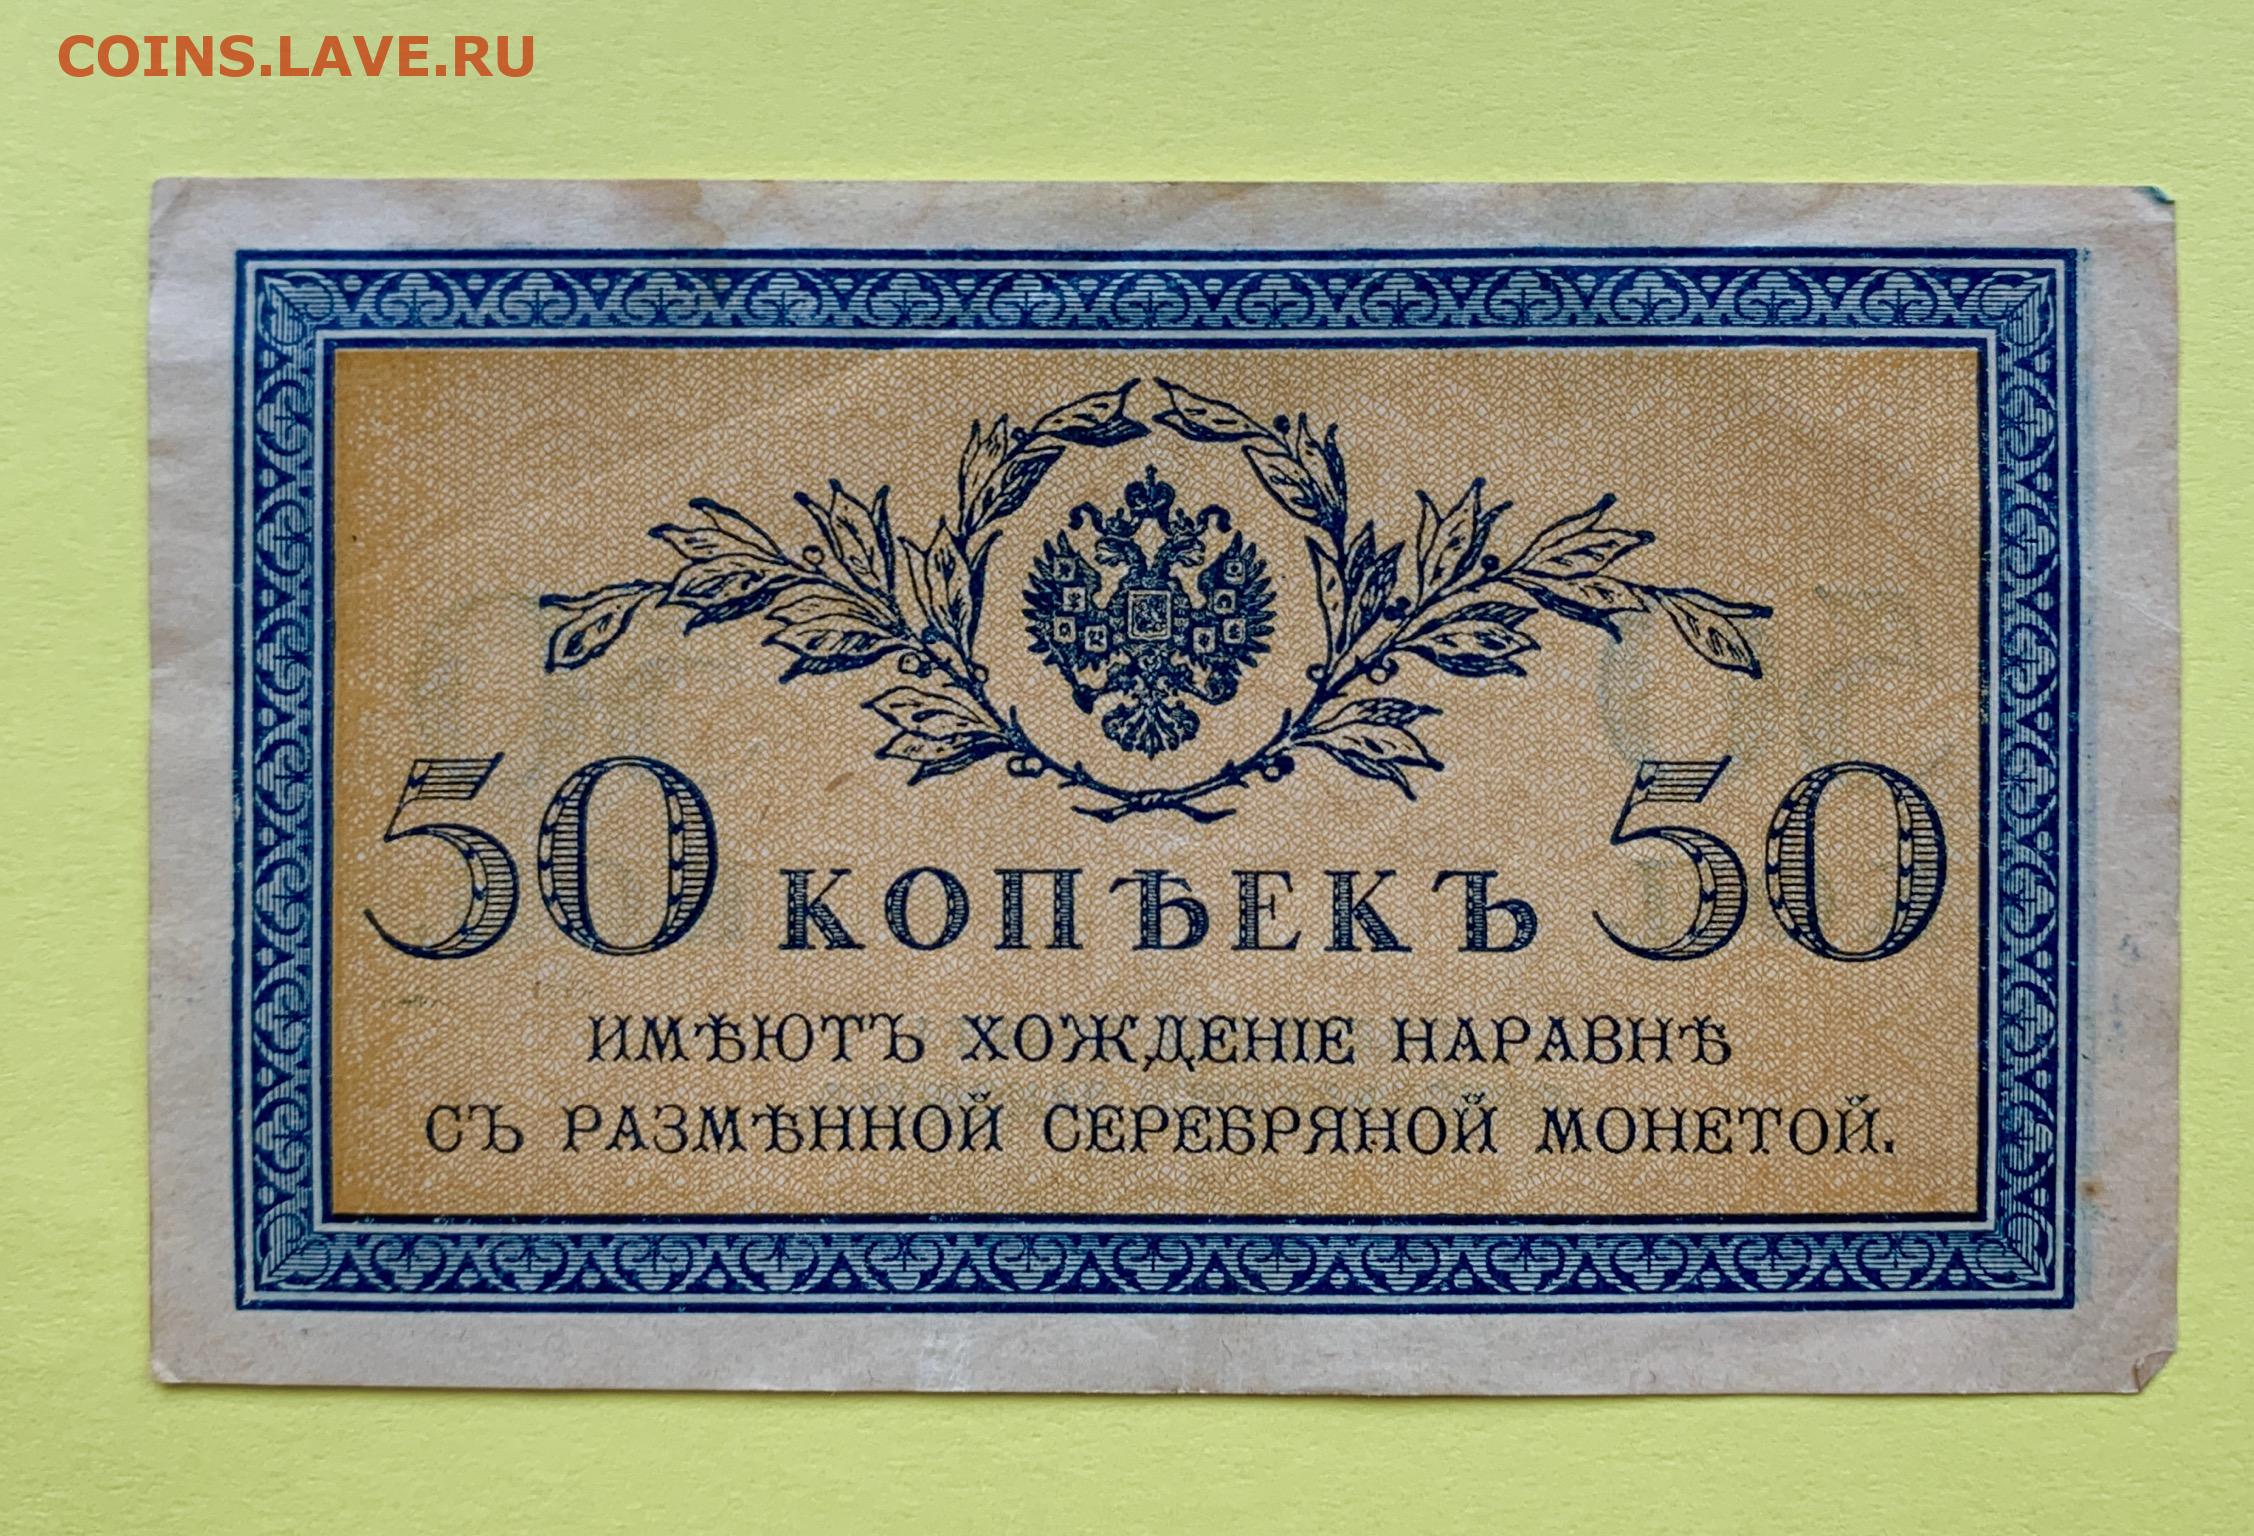 COINS.LAVE.RU
50 КОПѢЕКЪ 50
ИМѢЮТЪ ХОЖДЕНІЕ НАРАВНѢ
СЪ РАЗМѢННОЙ СЕРЕБРЯНОЙ МОНЕТОЙ.